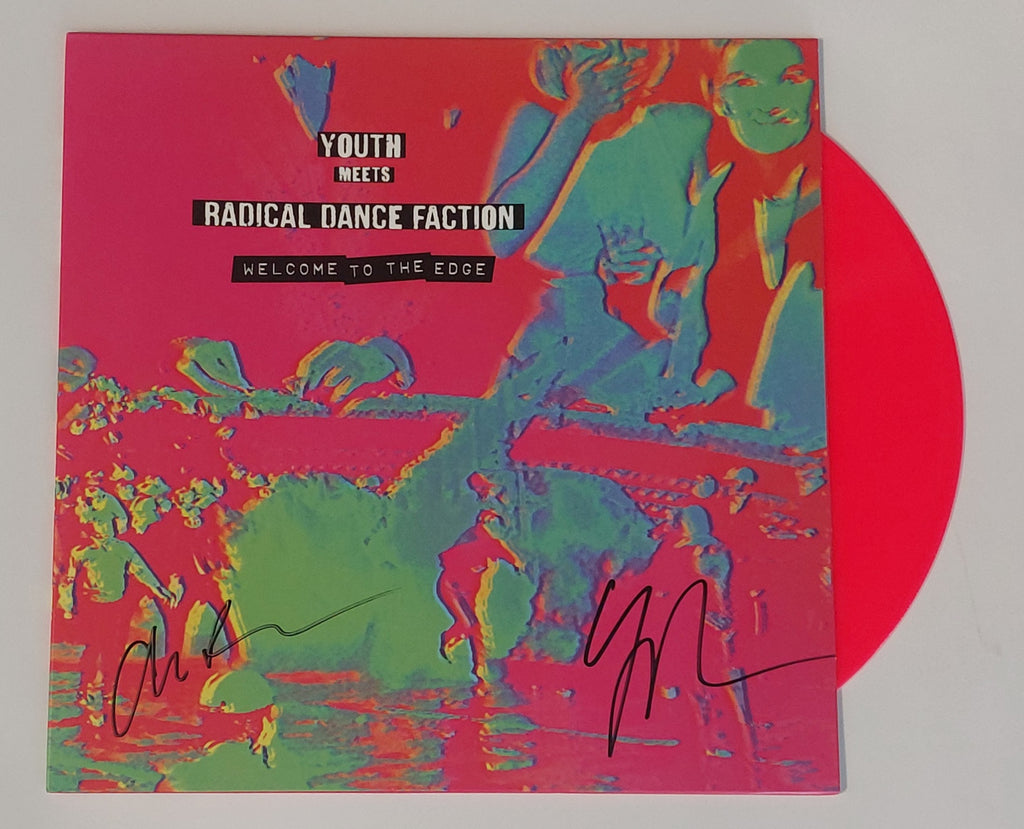 YOUTH
MEETS
RADICAL DANCE FACTION
WELCOME TO THE EDGE